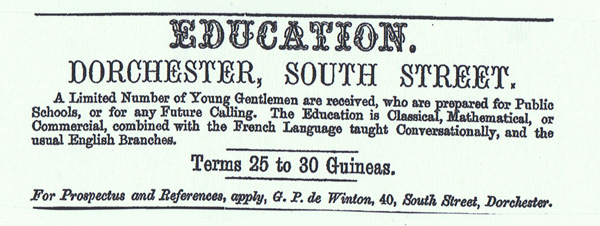 EDUCATION.
DORCHESTER, SOUTH STREET.
A Limited Number of Young Gentlemen are received, who are prepared for Public
Schools, or for any Future Calling. The Education is Classical, Mathematical, or
Commercial, combined with the French Language taught Conversationally, and the
usual English Branches.
Terms 25 to 30 Guineas.
For Prospectus and References, apply, G. P. de Winton, 40, South Street, Dorchester.